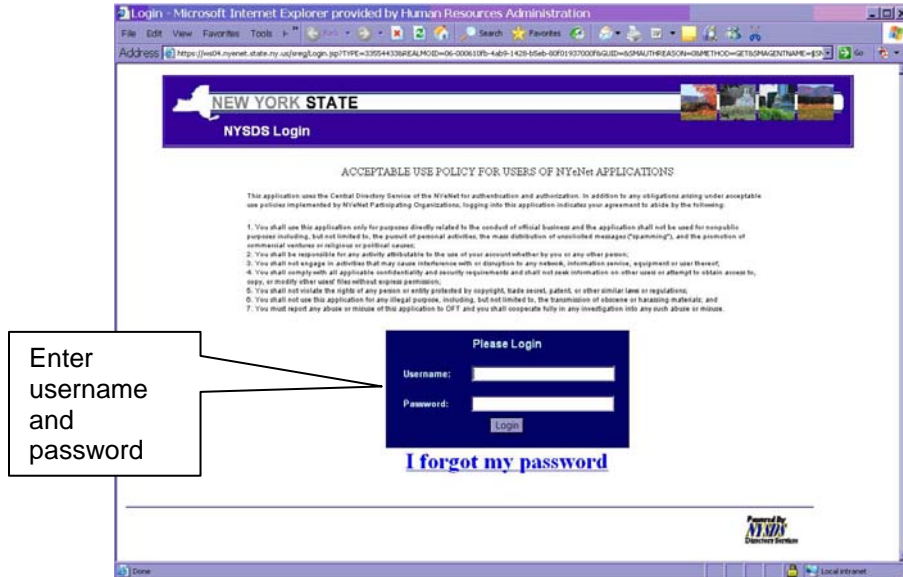 Login - Microsoft Internet Explorer provided by Human Resources Administration
File Edit View Favorites Tools
Search Favorites
Address Go
NEW YORK STATE
NYSDS Login
ACCEPTABLE USE POLICY FOR USERS OF NYeNet APPLICATIONS
This application uses the Central Directory Service of the NYeNet for authentication and authorization. In addition to any obligations arising under acceptable
use policies implemented by NYeNet Participating Organizations, logging into this application indicates your agreement to abide by the following:
1. You shall use this application only for purposes directly related to the conduct of official business and the application shall not be used for nonpublic
purposes including, but not limited to, the pursuit of personal activities, the mass distribution of unsolicited messages ("spamming"), and the promotion of
commercial ventures or religious or political causes;
2. You shall be responsible for any activity attributable to the use of your account whether by you or any other person;
3. You shall not engage in activities that may cause interference with or disruption to any network, information service, equipment or user thereof;
4. You shall comply with all applicable confidentiality and security requirements and shall not seek information on other users or attempt to obtain access to,
copy, or modify other users' files without express permission;
5. You shall not violate the rights of any person or entity protected by copyright, trade secret, patent, or other similar laws or regulations;
6. You shall not use this application for any illegal purpose, including, but not limited to, the transmission of obscene or harassing materials; and
7. You must report any abuse or misuse of this application to OFT and you shall cooperate fully in any investigation into any such abuse or misuse.
Please Login
Enter
username
and
password
Username:
Password:
Login
I forgot my password
Powered By
NYSDS
Directory Services
Done
Local intranet